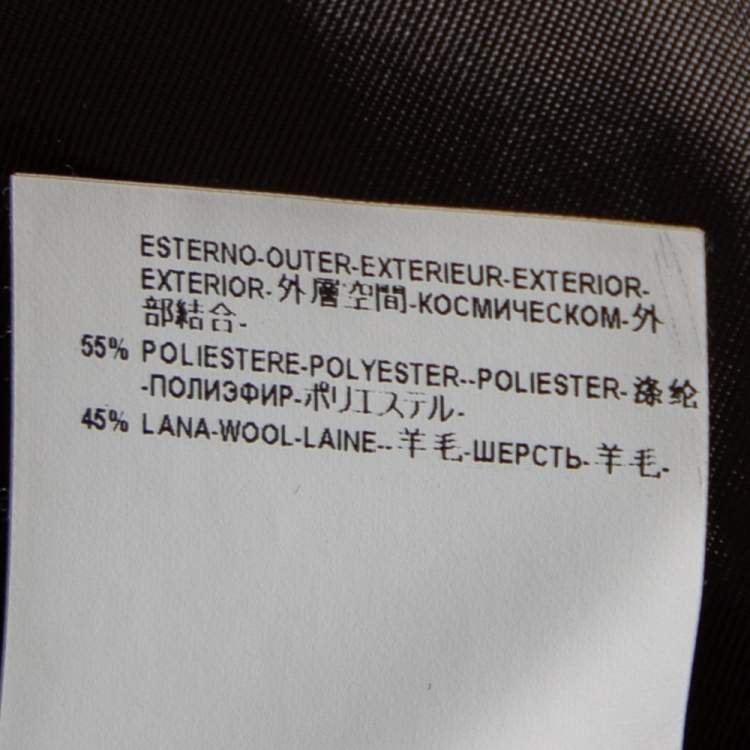 ESTERNO-OUTER-EXTERIEUR-EXTERIOR-
EXTERIOR-外層空間-КОСМИЧЕСКОМ-外
部結合-
55% POLIESTERE-POLYESTER--POLIESTER-涤纶
-ПОЛИЭФИР-ポリエステル-
45% LANA-WOOL-LAINE--羊毛-ШЕРСТЬ-羊毛-